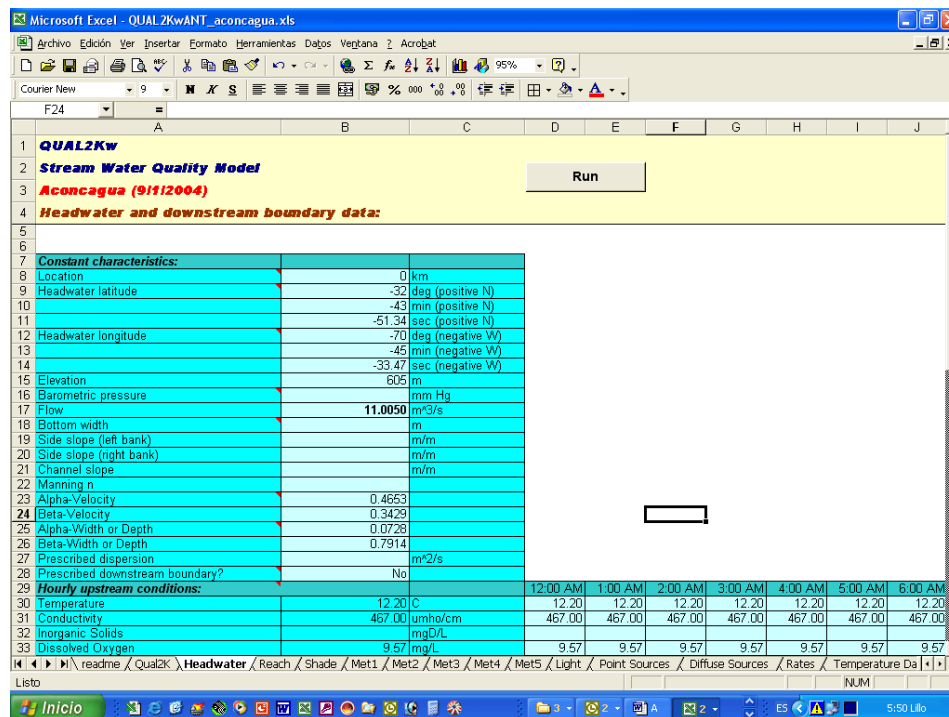 Microsoft Excel - QUAL2KwANT_aconcagua.xls
Archivo Edición Ver Insertar Formato Herramientas Datos Ventana ? Acrobat
95%
Courier New 9 N K S % 000
F24 =
A B C D E F G H I J
1 QUAL2Kw
2 Stream Water Quality Model
Run
3 Aconcagua (9/1/2004)
4 Headwater and downstream boundary data:
5
6
7 Constant characteristics:
8 Location 0 km
9 Headwater latitude -32 deg (positive N)
10 -43 min (positive N)
11 -51.34 sec (positive N)
12 Headwater longitude -70 deg (negative W)
13 -45 min (negative W)
14 -33.47 sec (negative W)
15 Elevation 605 m
16 Barometric pressure mm Hg
17 Flow 11.0050 m^3/s
18 Bottom width m
19 Side slope (left bank) m/m
20 Side slope (right bank) m/m
21 Channel slope m/m
22 Manning n
23 Alpha-Velocity 0.4653
24 Beta-Velocity 0.3429
25 Alpha-Width or Depth 0.0728
26 Beta-Width or Depth 0.7914
27 Prescribed dispersion m^2/s
28 Prescribed downstream boundary? No
29 Hourly upstream conditions: 12:00 AM 1:00 AM 2:00 AM 3:00 AM 4:00 AM 5:00 AM 6:00 AM
30 Temperature 12.20 C 12.20 12.20 12.20 12.20 12.20 12.20 12.20
31 Conductivity 467.00 umho/cm 467.00 467.00 467.00 467.00 467.00 467.00 467.00
32 Inorganic Solids mgD/L
33 Dissolved Oxygen 9.57 mg/L 9.57 9.57 9.57 9.57 9.57 9.57 9.57
readme / Qual2K \ Headwater / Reach / Shade / Met1 / Met2 / Met3 / Met4 / Met5 / Light / Point Sources / Diffuse Sources / Rates / Temperature Da
Listo NUM
Inicio 3 2 A 2 ES 5:50 Lillo